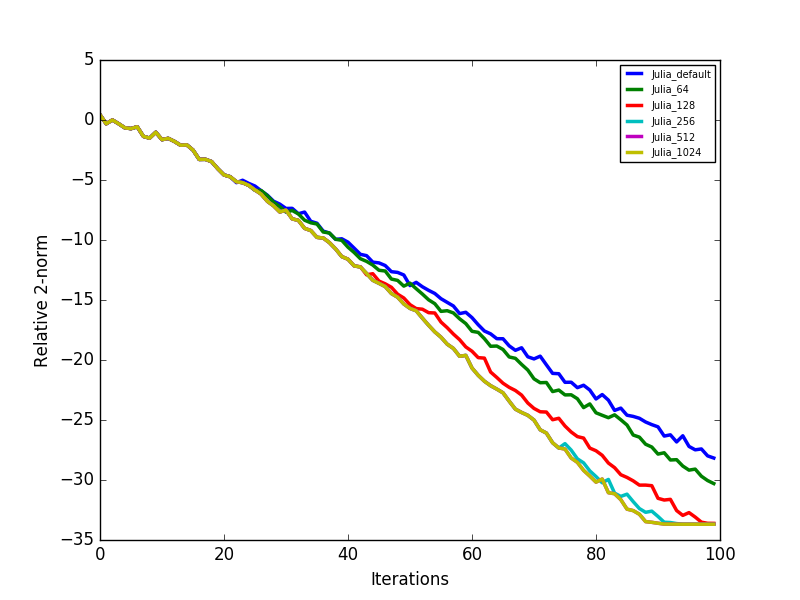 5
0
−5
−10
−15
−20
−25
−30
−35
Relative 2-norm
0
20
40
60
80
100
Iterations
Julia_default
Julia_64
Julia_128
Julia_256
Julia_512
Julia_1024